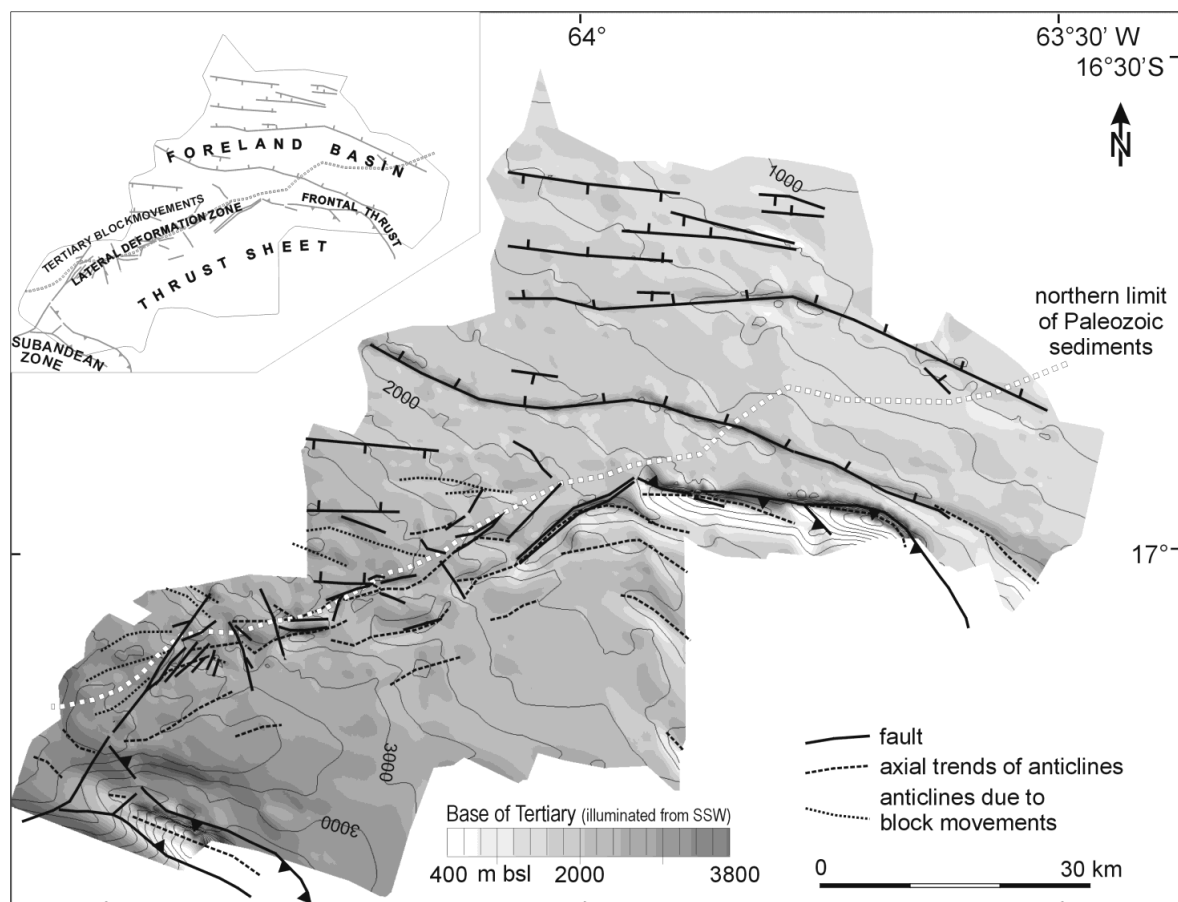 64°
63°30' W
16°30'S
N
FORELAND BASIN
TERTIARY BLOCKMOVEMENTS
LATERAL DEFORMATION ZONE
FRONTAL THRUST
THRUST SHEET
SUBANDEAN
ZONE
1000
northern limit
of Paleozoic
sediments
2000
17°
3000
3000
fault
axial trends of anticlines
anticlines due to
block movements
Base of Tertiary (illuminated from SSW)
400 m bsl 2000 3800
0 30 km